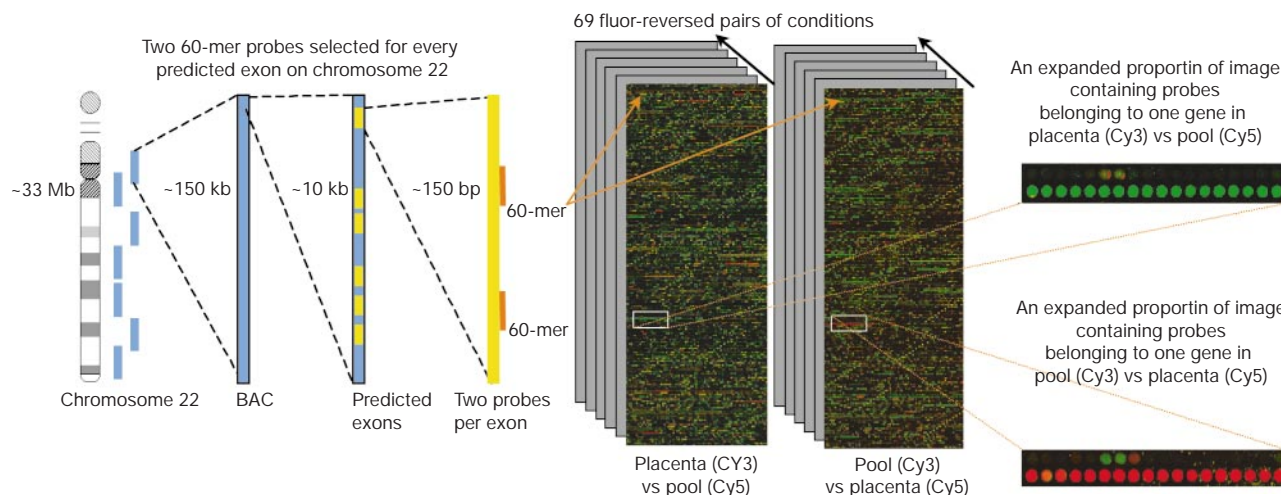 Two 60-mer probes selected for every
predicted exon on chromosome 22
~33 Mb
~150 kb
~10 kb
~150 bp
60-mer
60-mer
Chromosome 22
BAC
Predicted
exons
Two probes
per exon
69 fluor-reversed pairs of conditions
Placenta (CY3)
vs pool (Cy5)
Pool (Cy3)
vs placenta (Cy5)
An expanded proportin of image
containing probes
belonging to one gene in
placenta (Cy3) vs pool (Cy5)
An expanded proportin of image
containing probes
belonging to one gene in
pool (Cy3) vs placenta (Cy5)